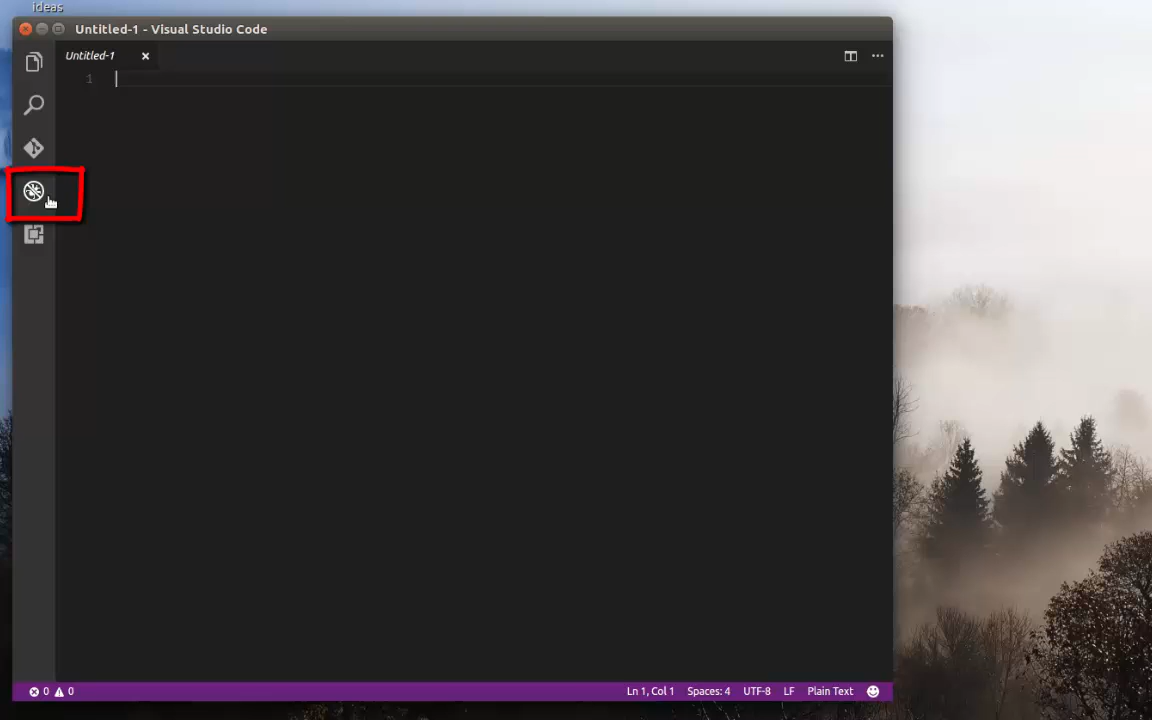 ideas
Untitled-1 - Visual Studio Code
Untitled-1
1
0 0 Ln 1, Col 1 Spaces: 4 UTF-8 LF Plain Text